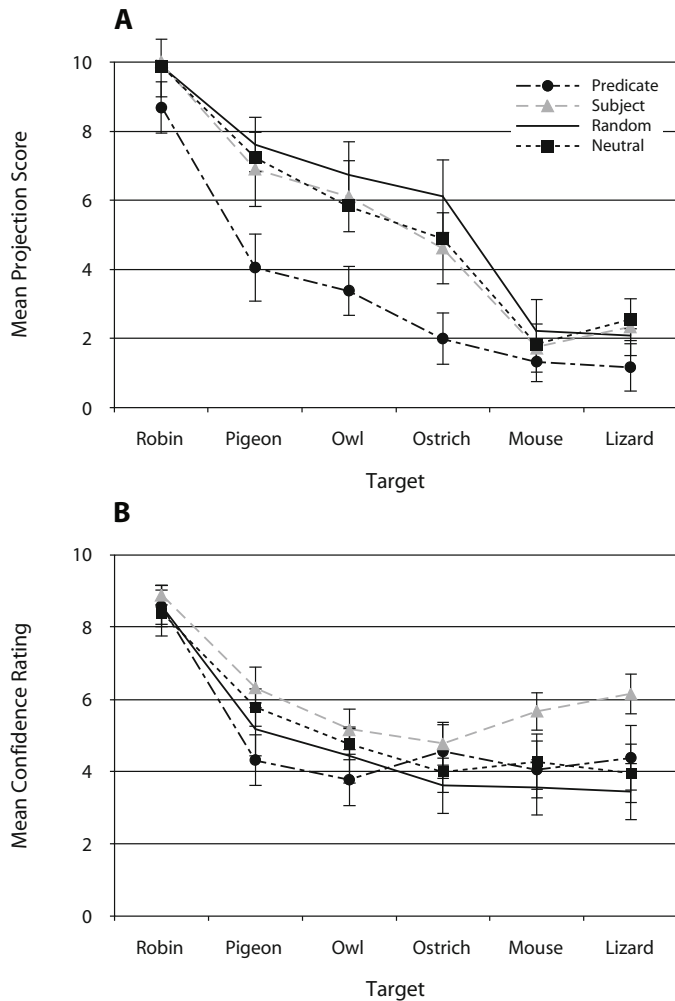 A
Mean Projection Score
10
8
6
4
2
0
Predicate
Subject
Random
Neutral
Robin Pigeon Owl Ostrich Mouse Lizard
Target
B
Mean Confidence Rating
10
8
6
4
2
0
Robin Pigeon Owl Ostrich Mouse Lizard
Target